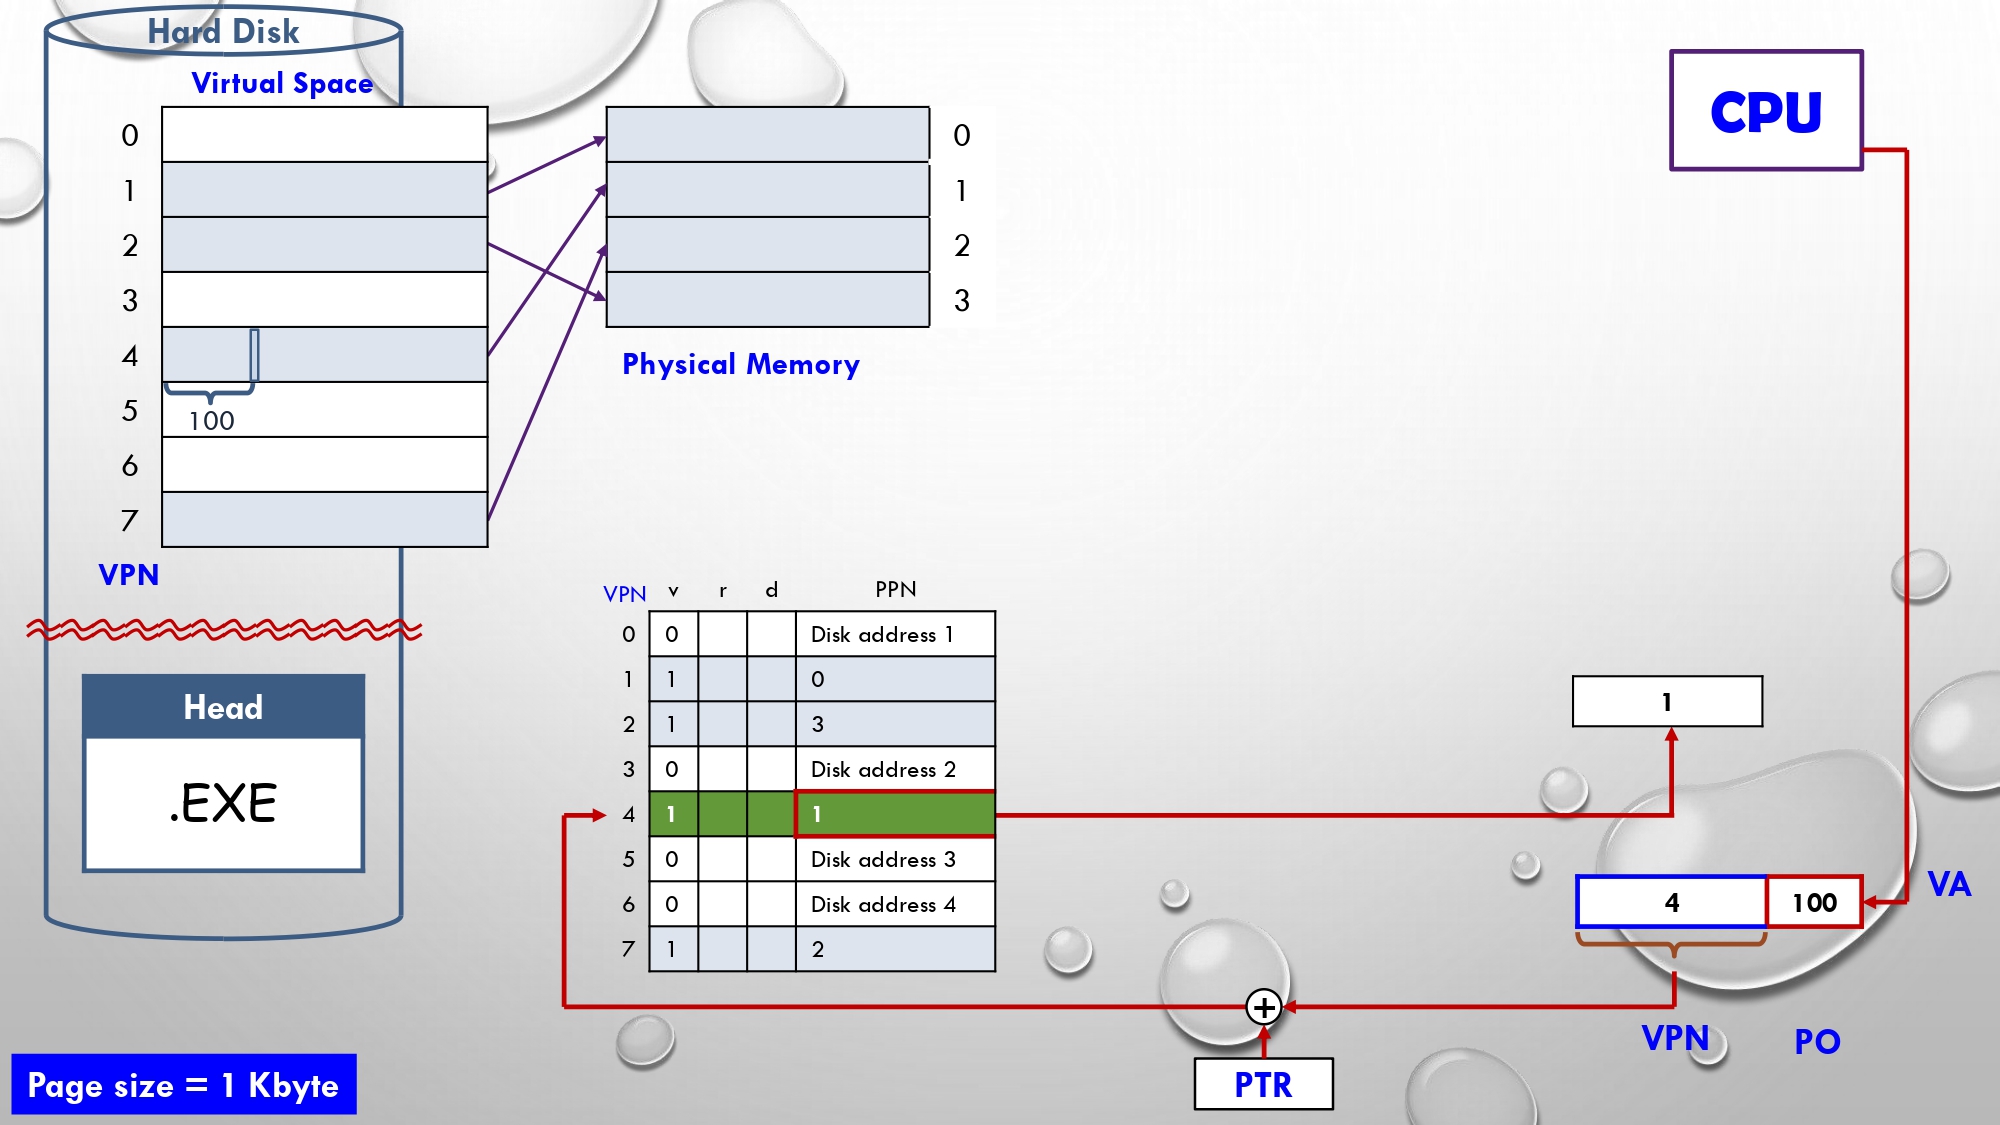 Hard Disk
Virtual Space
0
1
2
3
4
100
5
6
7
VPN
Head
.EXE
Page size = 1 Kbyte
0
1
2
3
Physical Memory
CPU
VPN v r d PPN
0 0 Disk address 1
1 1 0
2 1 3
3 0 Disk address 2
4 1 1
5 0 Disk address 3
6 0 Disk address 4
7 1 2
1
4 100
VA
VPN PO
+
PTR